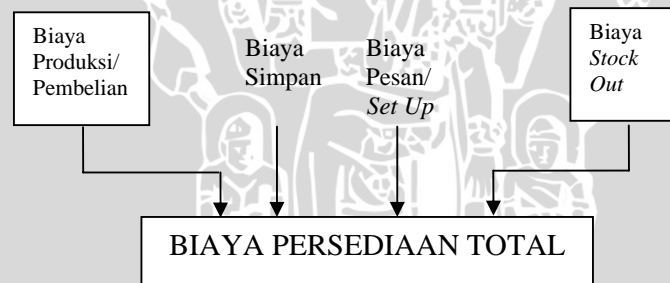 Biaya
Produksi/
Pembelian
Biaya
Simpan
Biaya
Pesan/
Set Up
Biaya
Stock
Out
BIAYA PERSEDIAAN TOTAL